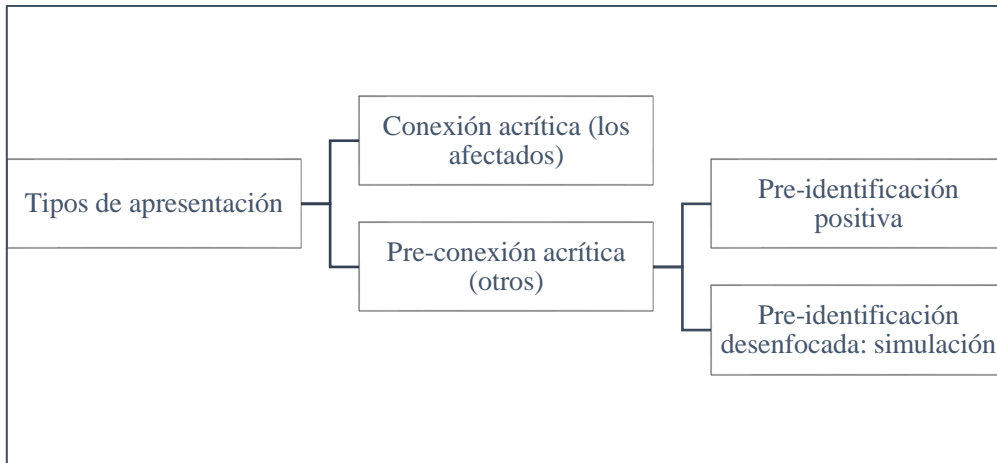 Tipos de apresentación
Conexión acrítica (los
afectados)
Pre-conexión acrítica
(otros)
Pre-identificación
positiva
Pre-identificación
desenfocada: simulación